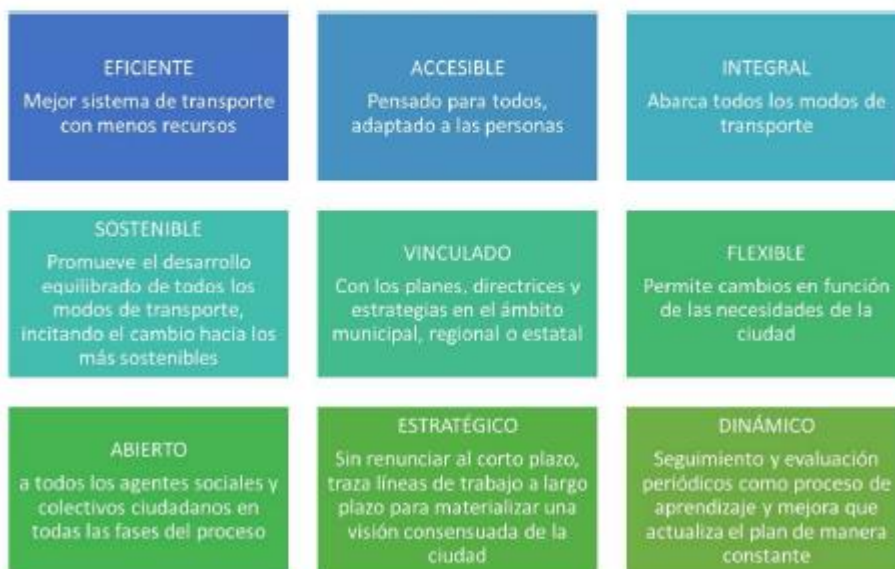 EFICIENTE
Mejor sistema de transporte
con menos recursos
ACCESIBLE
Pensado para todos,
adaptado a las personas
INTEGRAL
Abarca todos los modos de
transporte
SOSTENIBLE
Promueve el desarrollo
equilibrado de todos los
modos de transporte,
incitando el cambio hacia los
más sostenibles
VINCULADO
Con los planes, directrices y
estrategias en el ámbito
municipal, regional o estatal
FLEXIBLE
Permite cambios en función
de las necesidades de la
ciudad
ABIERTO
a todos los agentes sociales y
colectivos ciudadanos en
todas las fases del proceso
ESTRATÉGICO
Sin renunciar al corto plazo,
traza líneas de trabajo a largo
plazo para materializar una
visión consensuada de la
ciudad
DINÁMICO
Seguimiento y evaluación
periódicos como proceso de
aprendizaje y mejora que
actualiza el plan de manera
constante